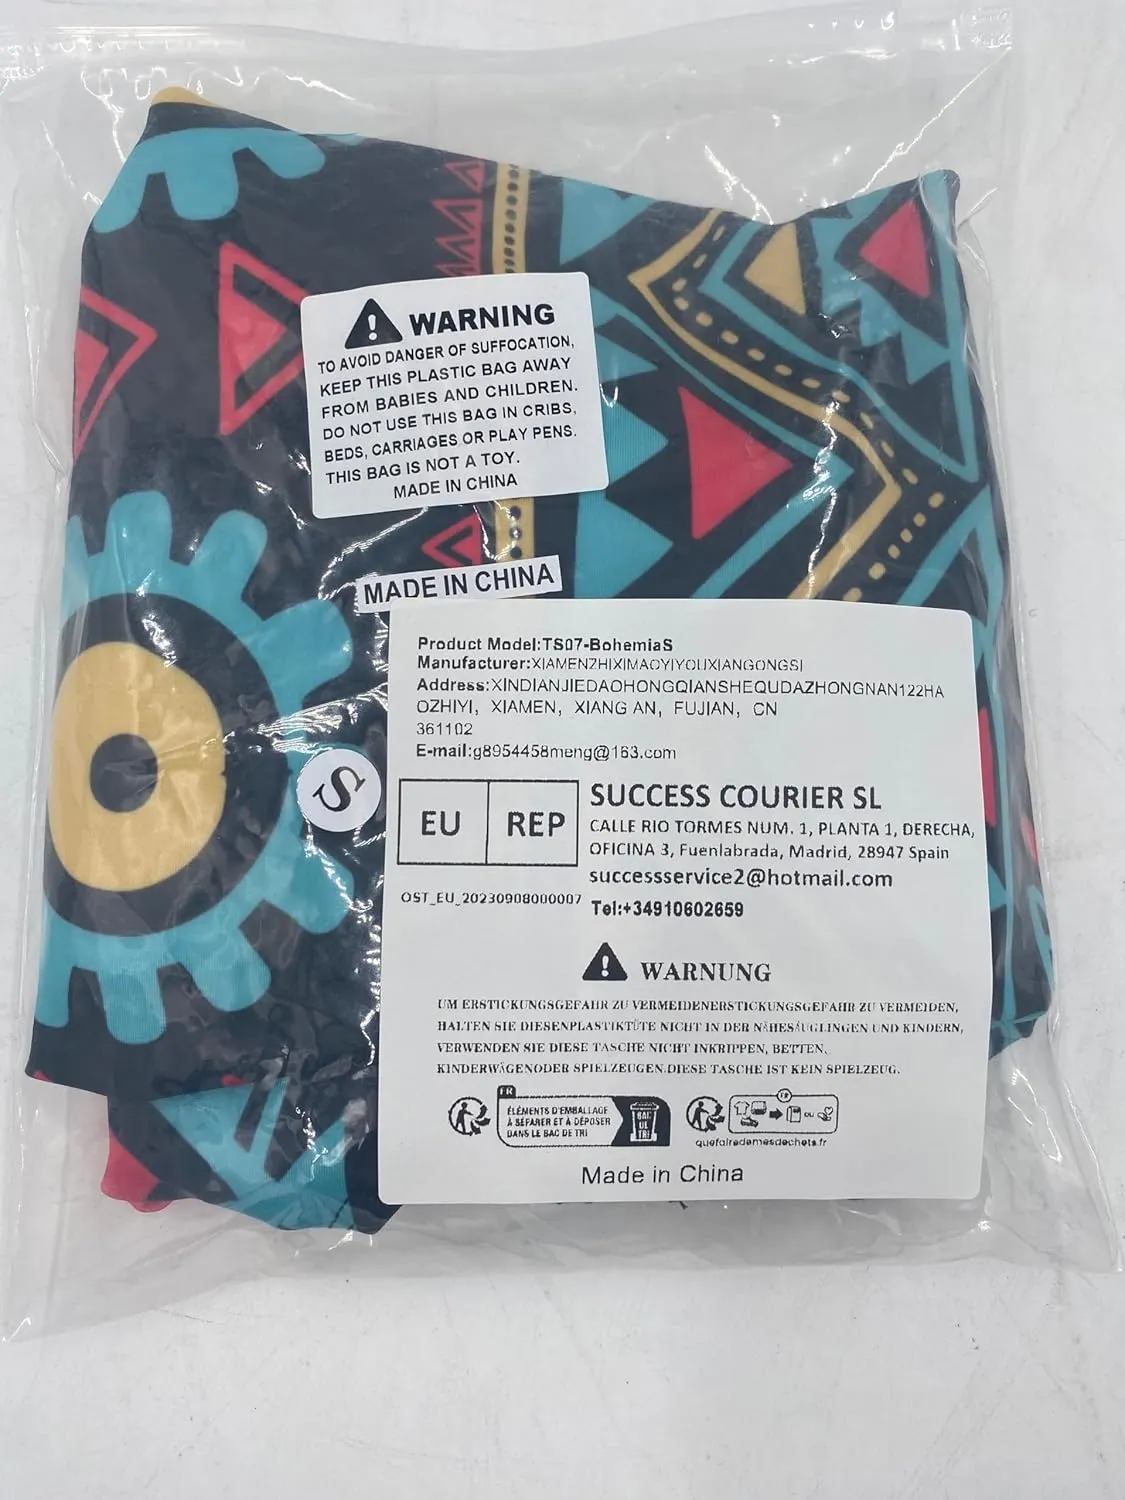 WARNING
TO AVOID DANGER OF SUFFOCATION,
KEEP THIS PLASTIC BAG AWAY
FROM BABIES AND CHILDREN.
DO NOT USE THIS BAG IN CRIBS,
BEDS, CARRIAGES OR PLAY PENS.
THIS BAG IS NOT A TOY.
MADE IN CHINA
MADE IN CHINA
S
Product Model:TS07-BohemiaS
Manufacturer:XIAMENZHIXIMAOYIYOUXIANGONGSI
Address:XINDIANJIEDAOHONGQIANSHEQUDAZHONGNAN122HA
OZHIYI, XIAMEN, XIANG AN, FUJIAN, CN
361102
E-mail:g8954458meng@163.com
EU REP
SUCCESS COURIER SL
CALLE RIO TORMES NUM. 1, PLANTA 1, DERECHA,
OFICINA 3, Fuenlabrada, Madrid, 28947 Spain
successservice2@hotmail.com
OST_EU_20230908000007
Tel:+34910602659
WARNUNG
UM ERSTICKUNGSGEFAHR ZU VERMEIDENERSTICKUNGSGEFAHR ZU VERMEIDEN,
HALTEN SIE DIESENPLASTIKTÜTE NICHT IN DER NÄHESÄUGLINGEN UND KINDERN,
VERWENDEN SIE DIESE TASCHE NICHT INKRIPPEN, BETTEN,
KINDERWÄGENODER SPIELZEUGEN.DIESE TASCHE IST KEIN SPIELZEUG.
FR
ÉLÉMENTS D'EMBALLAGE
À SÉPARER ET À DÉPOSER
DANS LE BAC DE TRI
BAC
DE
TRI
FR
OU
quefairedemesdechets.fr
Made in China